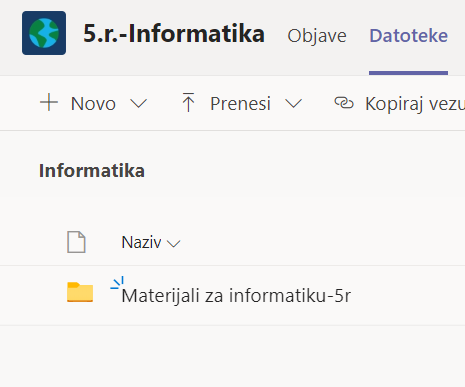 5.r.-Informatika Objave Datoteke
Novo Prenesi Kopiraj vezu
Informatika
Naziv
Materijali za informatiku-5r